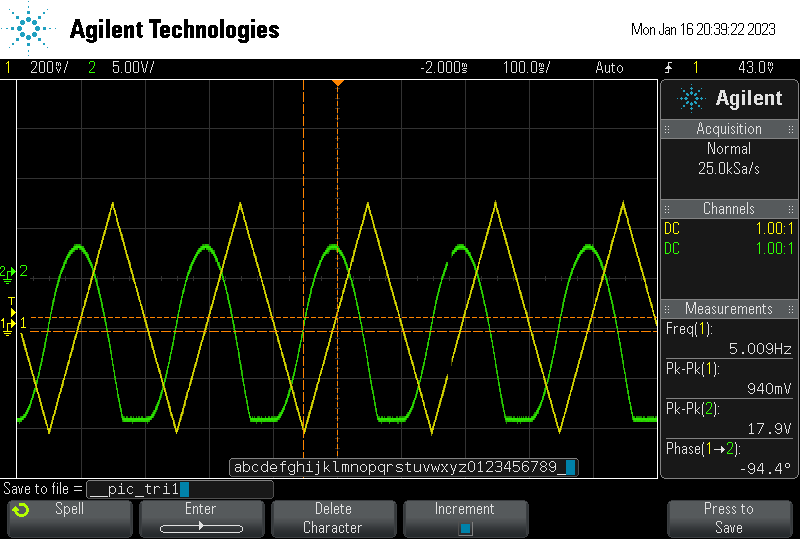 Agilent Technologies
Mon Jan 16 20:39:22 2023
1 200mV/ 2 5.00V/ -2.000s 100.0ms/ Auto 1 43.0mV
Agilent
Acquisition
Normal
25.0kSa/s
Channels
DC 1.00:1
DC 1.00:1
Measurements
Freq(1):
5.009Hz
Pk-Pk(1):
940mV
Pk-Pk(2):
17.9V
Phase(1→2):
-94.4°
2 2
T
1 1
abcdefghijklmnopqrstuvwxyz0123456789_
Save to file = __pic_tri1
Spell
Enter
Delete
Character
Increment
Press to
Save